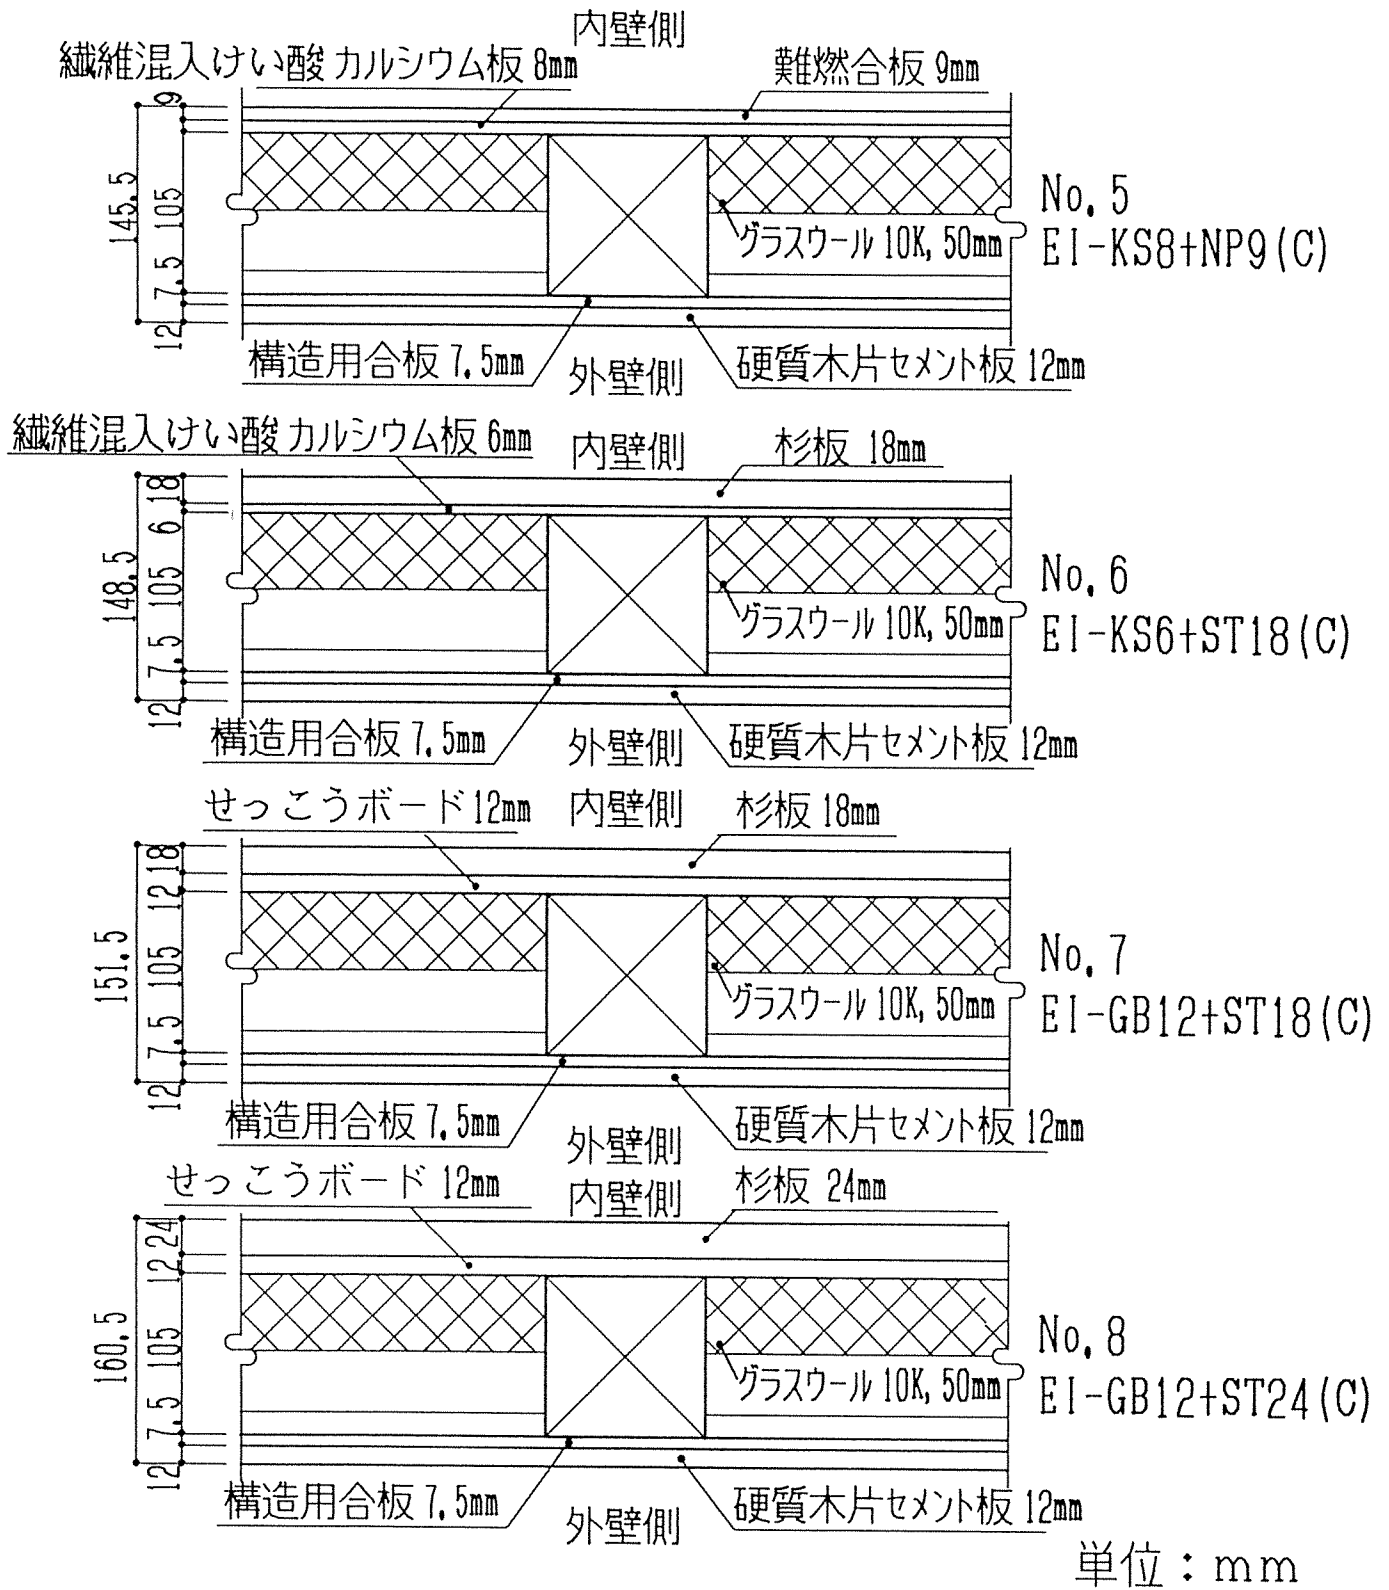 内壁側
繊維混入けい酸カルシウム板 8mm
難燃合板 9mm
9
145.5
105
7.5
12
グラスウール 10K, 50mm
No. 5
EI-KS8+NP9(C)
構造用合板 7.5mm
外壁側
硬質木片セメント板 12mm
繊維混入けい酸カルシウム板 6mm
内壁側
杉板 18mm
18
6
148.5
105
7.5
12
グラスウール 10K, 50mm
No. 6
EI-KS6+ST18(C)
構造用合板 7.5mm
外壁側
硬質木片セメント板 12mm
せっこうボード 12mm
内壁側
杉板 18mm
18
12
151.5
105
7.5
12
グラスウール 10K, 50mm
No. 7
EI-GB12+ST18(C)
構造用合板 7.5mm
外壁側
硬質木片セメント板 12mm
せっこうボード 12mm
内壁側
杉板 24mm
24
12
160.5
105
7.5
12
グラスウール 10K, 50mm
No. 8
EI-GB12+ST24(C)
構造用合板 7.5mm
外壁側
硬質木片セメント板 12mm
単位：mm